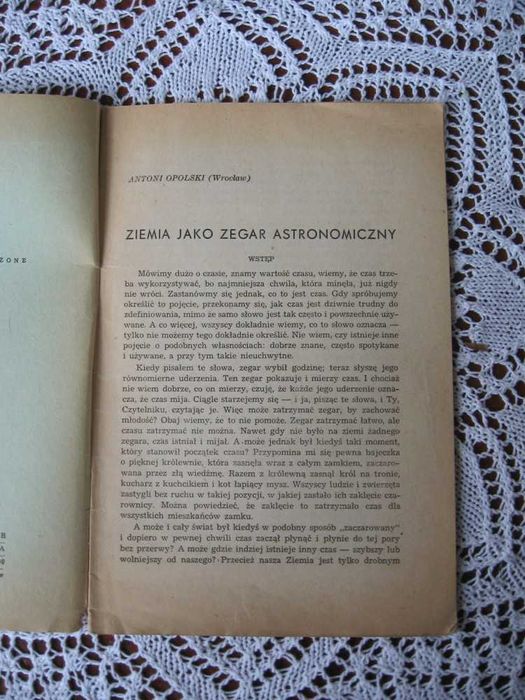 ZONE
H
A
ANTONI OPOLSKI (Wrocław)
ZIEMIA JAKO ZEGAR ASTRONOMICZNY
WSTĘP
Mówimy dużo o czasie, znamy wartość czasu, wiemy, że czas trze-
ba wykorzystywać, bo najmniejsza chwila, która minęła, już nigdy
nie wróci. Zastanówmy się jednak, co to jest czas. Gdy spróbujemy
określić to pojęcie, przekonamy się, jak czas jest dziwnie trudny do
zdefiniowania, mimo że samo słowo jest tak często i powszechnie używa-
ne. A co więcej, wszyscy dokładnie wiemy, co to słowo oznacza —
tylko nie możemy tego dokładnie określić. Nie wiem, czy istnieje inne
pojęcie o podobnych własnościach: dobrze znane, często spotykane
i używane, a przy tym takie nieuchwytne.
Kiedy pisałem te słowa, zegar wybił godzinę; teraz słyszę jego
równomierne uderzenia. Ten zegar pokazuje i mierzy czas. I chociaż
nie wiem dobrze, co on mierzy, czuję, że każde jego uderzenie ozna-
cza, że czas mija. Ciągle starzejemy się — i ja, pisząc te słowa, i Ty,
Czytelniku, czytając je. Więc może zatrzymać zegar, by zachować
młodość? Obaj wiemy, że to nie pomoże. Zegar zatrzymać łatwo, ale
czasu zatrzymać nie można. Nawet gdy nie było na ziemi żadnego
zegara, czas istniał i mijał. A może jednak był kiedyś taki moment,
który stanowił początek czasu? Przypomina mi się pewna bajeczka
o pięknej królewnie, która zasnęła wraz z całym zamkiem, zaczaro-
wana przez złą wiedźmę. Razem z królewną zasnął król na tronie,
kucharz z kuchcikiem i kot łapiący mysz. Wszyscy ludzie i zwierzęta
zastygli bez ruchu w takiej pozycji, w jakiej zastało ich zaklęcie cza-
rownicy. Można powiedzieć, że zaklęcie to zatrzymało czas dla
wszystkich mieszkańców zamku.
A może i cały świat był kiedyś w podobny sposób „zaczarowany"
i dopiero w pewnej chwili czas zaczął płynąć i płynie do tej pory
bez przerwy? A może gdzie indziej istnieje inny czas — szybszy lub
wolniejszy od naszego? Przecież nasza Ziemia jest tylko drobnym